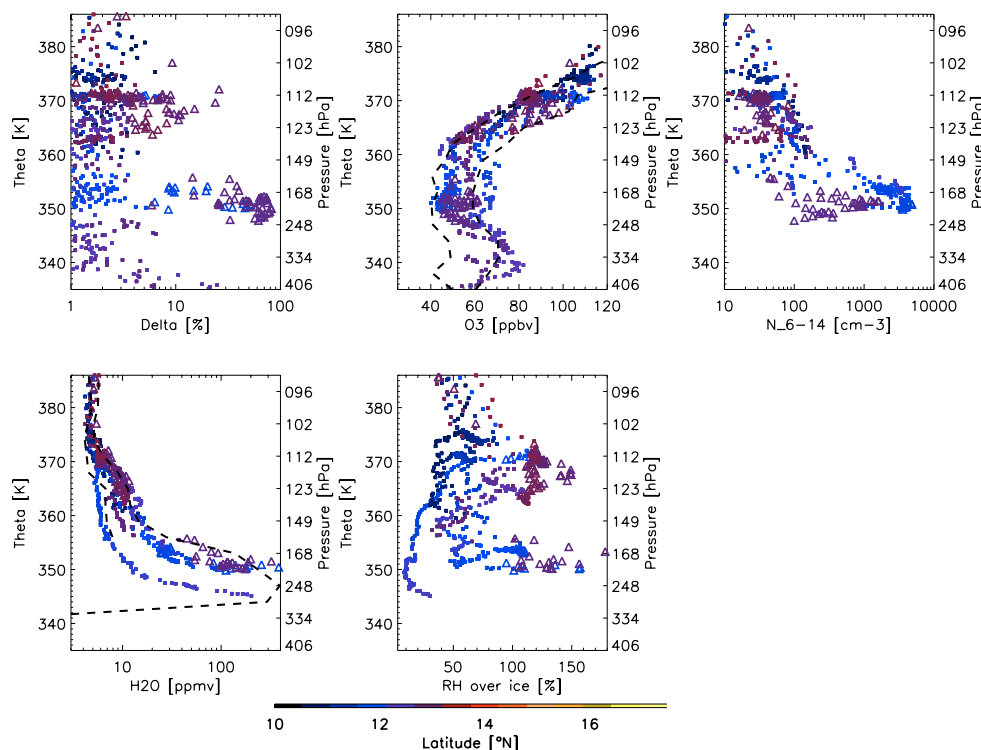 380 370 360 350 340
Theta [K]
096 102 112 123 149 168 248 334 406
Pressure [hPa]
1 10 100
Delta [%]
380 370 360 350 340
Theta [K]
096 102 112 123 149 168 248 334 406
Pressure [hPa]
40 60 80 100 120
O3 [ppbv]
380 370 360 350 340
Theta [K]
096 102 112 123 149 168 248 334 406
Pressure [hPa]
10 100 1000 10000
N_6-14 [cm-3]
380 370 360 350 340
Theta [K]
096 102 112 123 149 168 248 334 406
Pressure [hPa]
10 100
H2O [ppmv]
380 370 360 350 340
Theta [K]
096 102 112 123 149 168 248 334 406
Pressure [hPa]
50 100 150
RH over ice [%]
10 12 14 16
Latitude [°N]